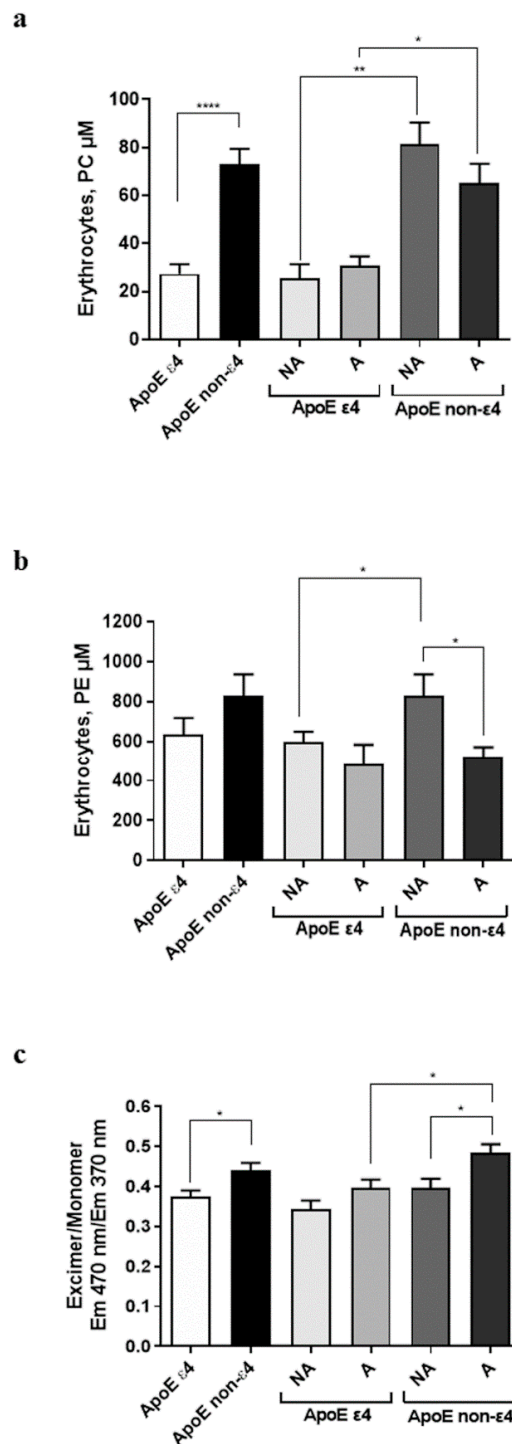 a
Erythrocytes, PC µM
100
80
60
40
20
0
****
**
*
ApoE ε4
ApoE non-ε4
NA
A
NA
A
ApoE ε4
ApoE non-ε4
b
Erythrocytes, PE µM
1200
1000
800
600
400
200
0
*
*
ApoE ε4
ApoE non-ε4
NA
A
NA
A
ApoE ε4
ApoE non-ε4
c
Excimer/Monomer
Em 470 nm/Em 370 nm
0.6
0.5
0.4
0.3
0.2
0.1
0.0
*
*
*
ApoE ε4
ApoE non-ε4
NA
A
NA
A
ApoE ε4
ApoE non-ε4